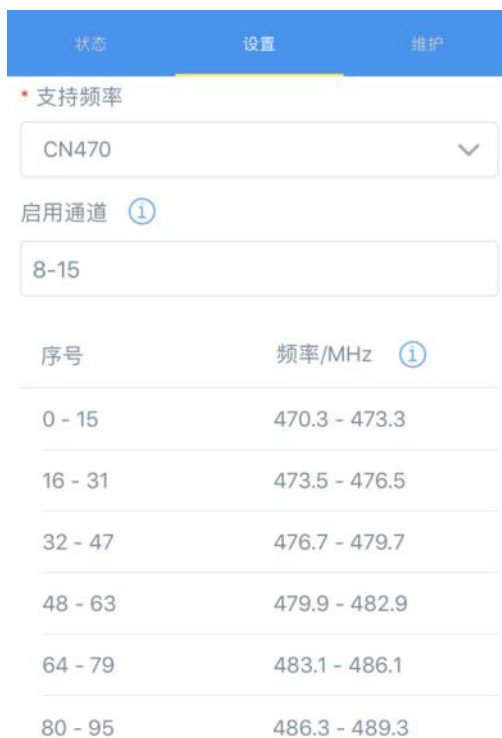 状态 设置 维护
* 支持频率
CN470
启用通道 i
8-15
序号 频率/MHz i
0 - 15 470.3 - 473.3
16 - 31 473.5 - 476.5
32 - 47 476.7 - 479.7
48 - 63 479.9 - 482.9
64 - 79 483.1 - 486.1
80 - 95 486.3 - 489.3